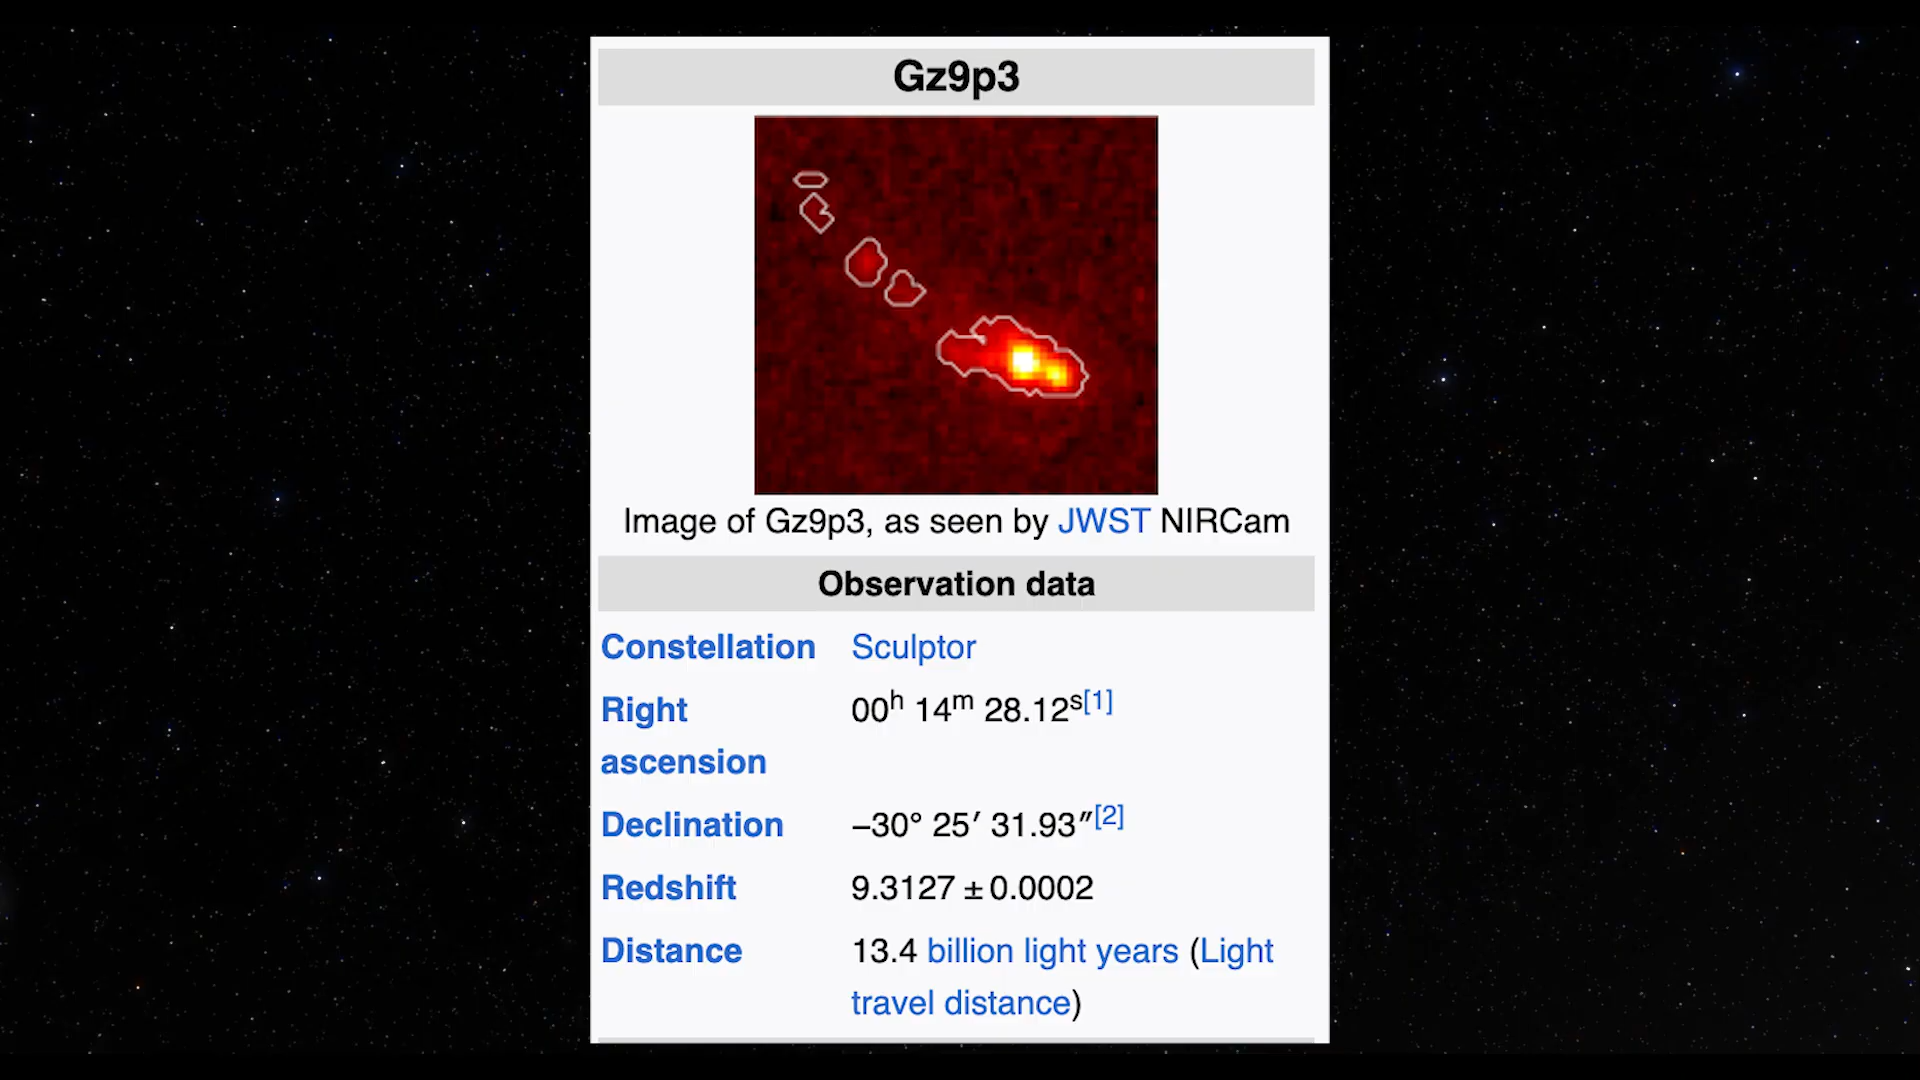 Gz9p3
Image of Gz9p3, as seen by JWST NIRCam
Observation data
Constellation Sculptor
Right ascension 00h 14m 28.12s[1]
Declination −30° 25′ 31.93″[2]
Redshift 9.3127 ± 0.0002
Distance 13.4 billion light years (Light
travel distance)